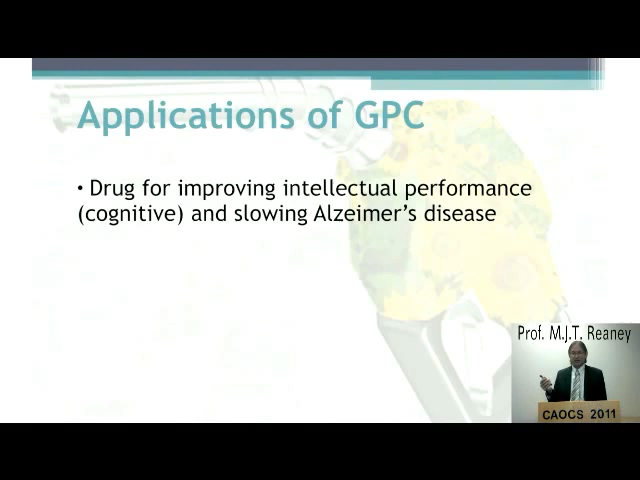 Applications of GPC
• Drug for improving intellectual performance
(cognitive) and slowing Alzeimer's disease
Prof. M.J.T. Reaney
CAOCS 2011